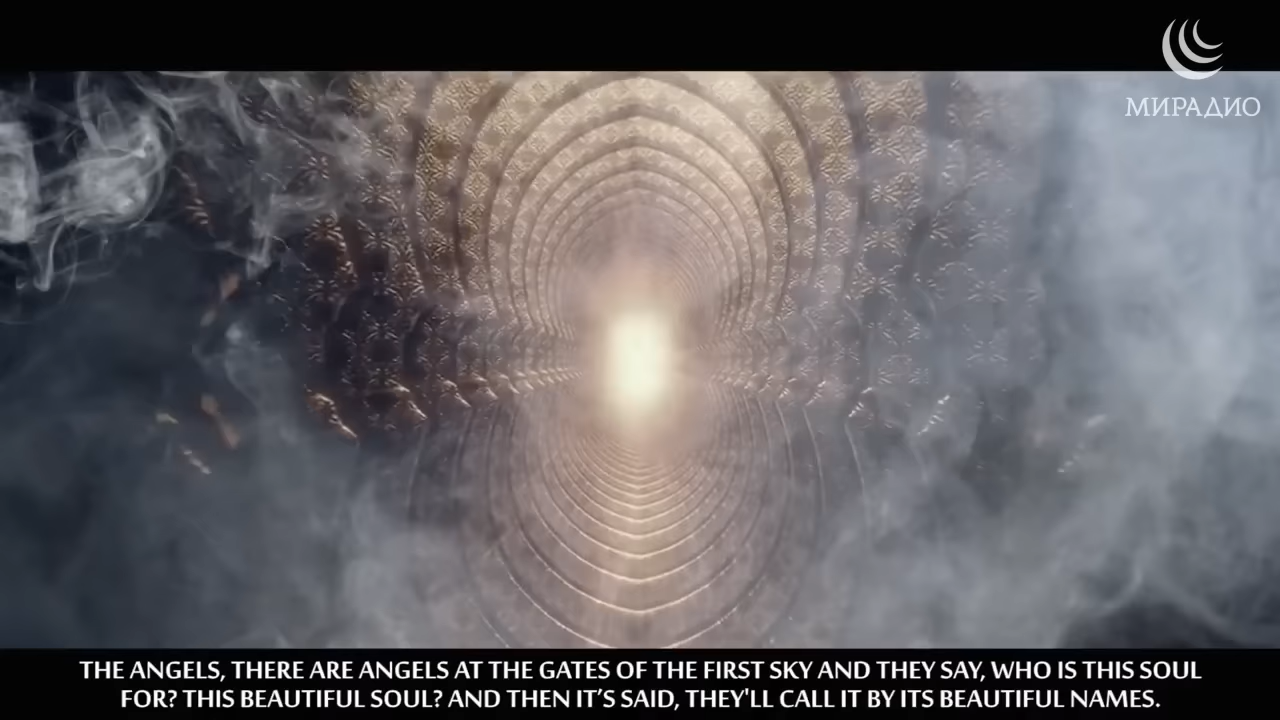 МИРАДИО
THE ANGELS, THERE ARE ANGELS AT THE GATES OF THE FIRST SKY AND THEY SAY, WHO IS THIS SOUL
FOR? THIS BEAUTIFUL SOUL? AND THEN IT’S SAID, THEY'LL CALL IT BY ITS BEAUTIFUL NAMES.